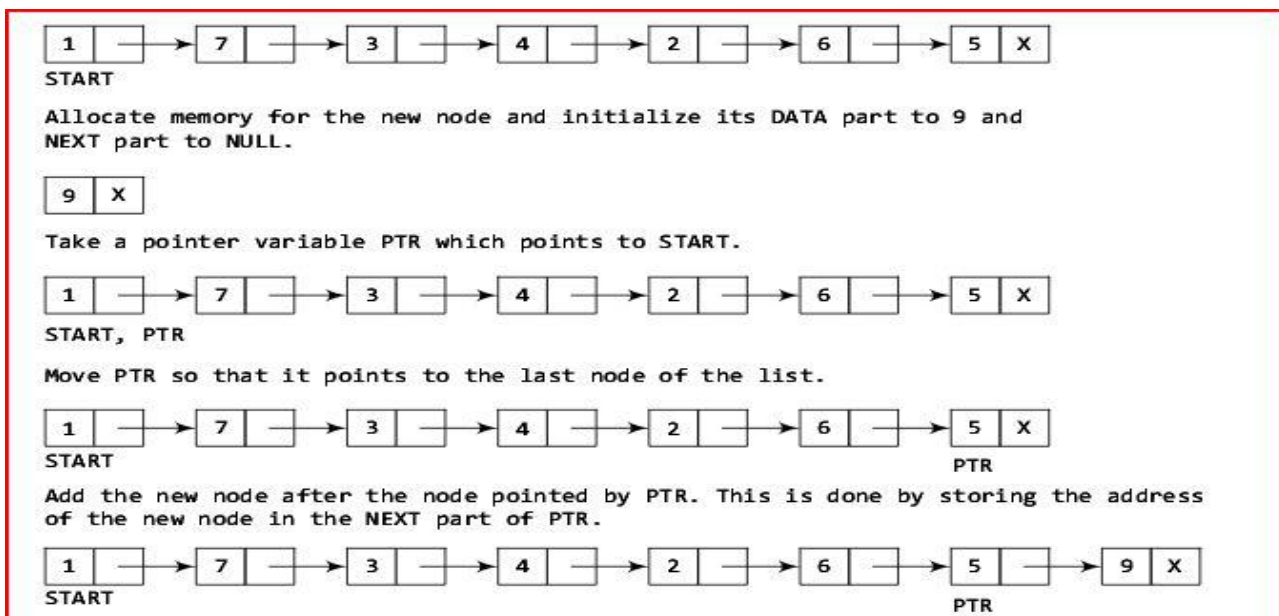 1 7 3 4 2 6 5 X
START
Allocate memory for the new node and initialize its DATA part to 9 and
NEXT part to NULL.
9 X
Take a pointer variable PTR which points to START.
1 7 3 4 2 6 5 X
START, PTR
Move PTR so that it points to the last node of the list.
1 7 3 4 2 6 5 X
START PTR
Add the new node after the node pointed by PTR. This is done by storing the address
of the new node in the NEXT part of PTR.
1 7 3 4 2 6 5 9 X
START PTR